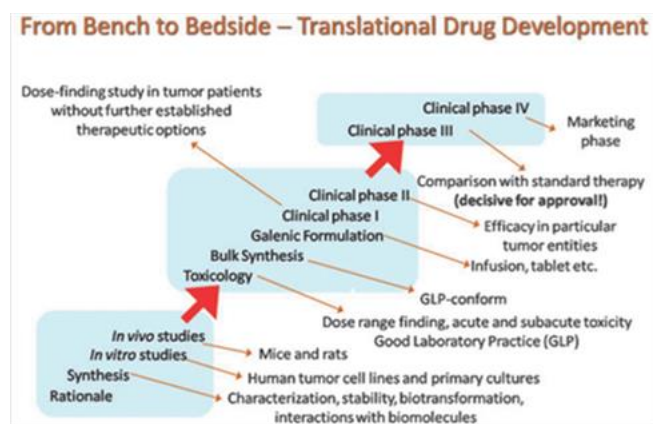 From Bench to Bedside – Translational Drug Development
Dose-finding study in tumor patients
without further established
therapeutic options
Clinical phase IV
Clinical phase III
Marketing
phase
Comparison with standard therapy
(decisive for approval!)
Clinical phase II
Clinical phase I
Galenic Formulation
Bulk Synthesis
Toxicology
Efficacy in particular
tumor entities
Infusion, tablet etc.
GLP-conform
Dose range finding, acute and subacute toxicity
Good Laboratory Practice (GLP)
In vivo studies
In vitro studies
Synthesis
Rationale
Mice and rats
Human tumor cell lines and primary cultures
Characterization, stability, biotransformation,
interactions with biomolecules